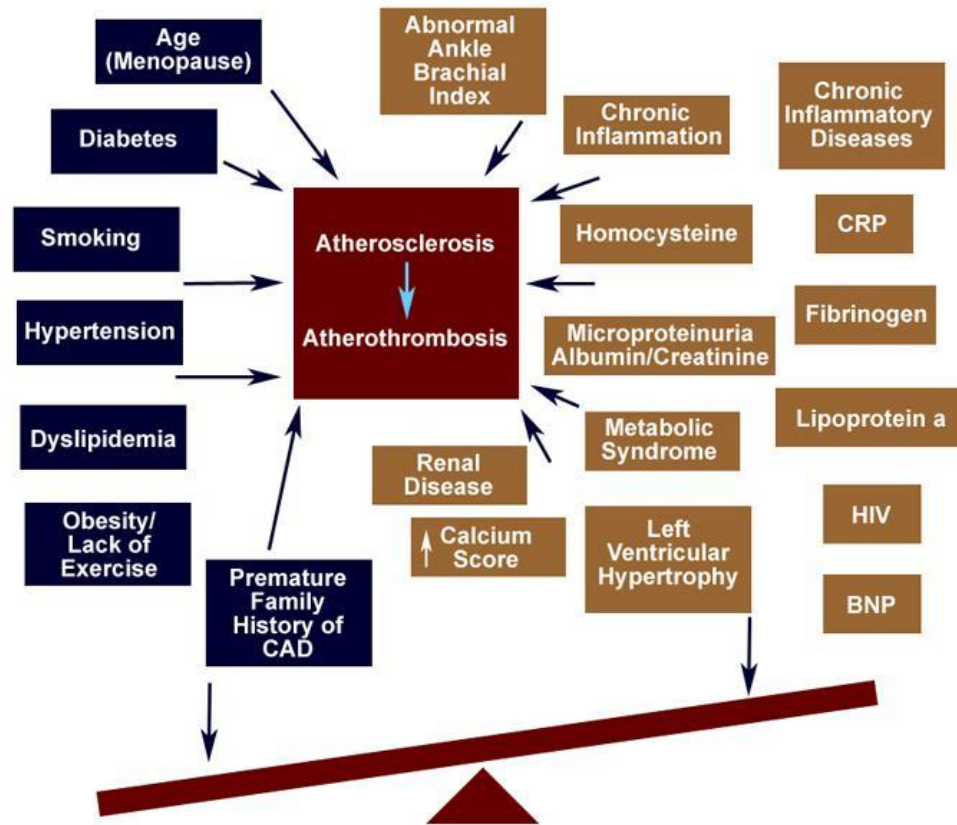 Age
(Menopause)
Diabetes
Smoking
Hypertension
Dyslipidemia
Obesity/
Lack of
Exercise
Premature
Family
History of
CAD
Atherosclerosis
Atherothrombosis
Abnormal
Ankle
Brachial
Index
Chronic
Inflammation
Homocysteine
Microproteinuria
Albumin/Creatinine
Metabolic
Syndrome
Renal
Disease
Calcium
Score
Left
Ventricular
Hypertrophy
Chronic
Inflammatory
Diseases
CRP
Fibrinogen
Lipoprotein a
HIV
BNP